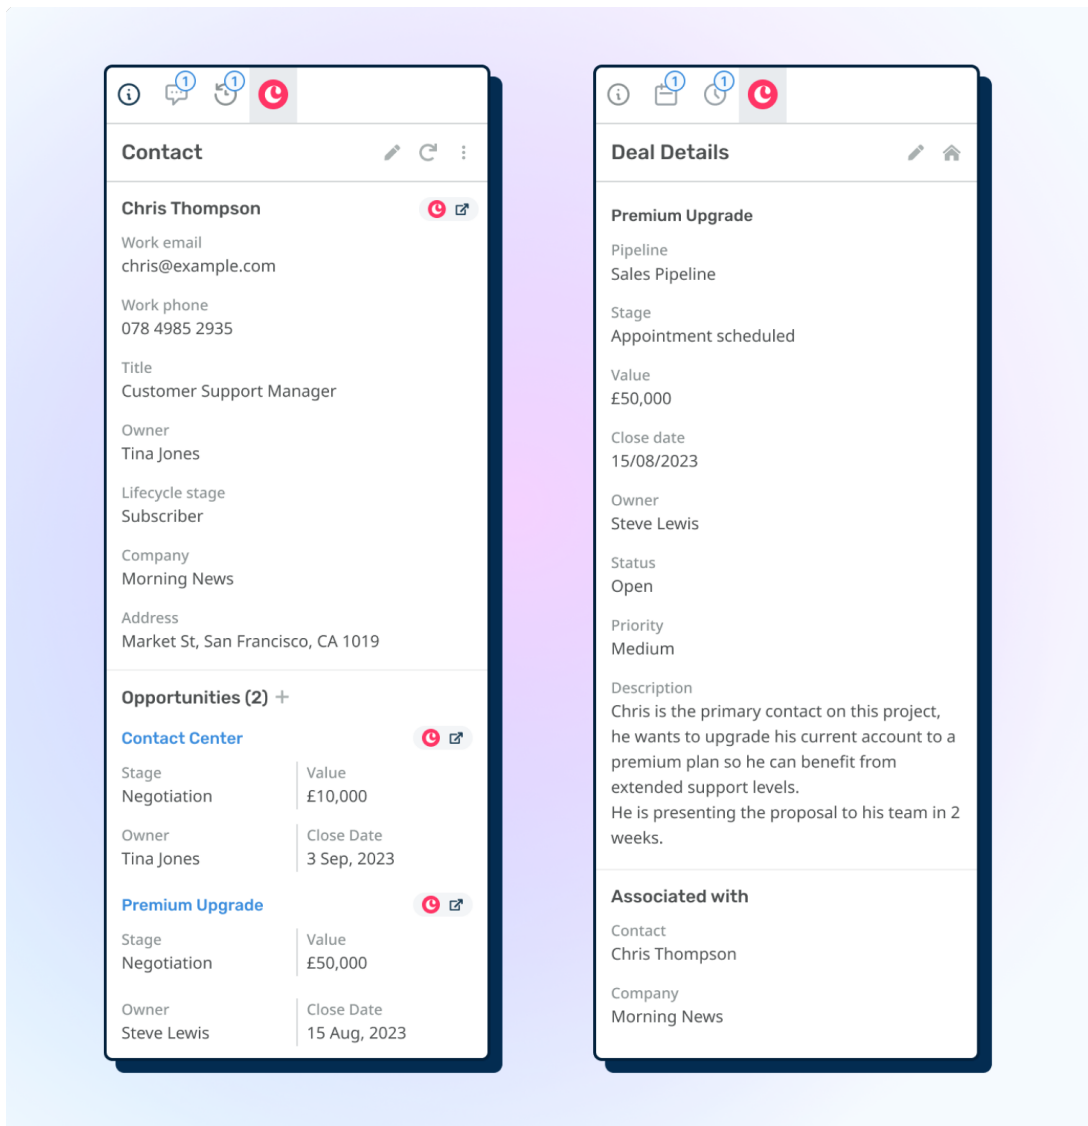 1
1
Contact
Chris Thompson
Work email
chris@example.com
Work phone
078 4985 2935
Title
Customer Support Manager
Owner
Tina Jones
Lifecycle stage
Subscriber
Company
Morning News
Address
Market St, San Francisco, CA 1019
Opportunities (2) +
Contact Center
Stage
Negotiation
Value
£10,000
Owner
Tina Jones
Close Date
3 Sep, 2023
Premium Upgrade
Stage
Negotiation
Value
£50,000
Owner
Steve Lewis
Close Date
15 Aug, 2023
1
1
Deal Details
Premium Upgrade
Pipeline
Sales Pipeline
Stage
Appointment scheduled
Value
£50,000
Close date
15/08/2023
Owner
Steve Lewis
Status
Open
Priority
Medium
Description
Chris is the primary contact on this project,
he wants to upgrade his current account to a
premium plan so he can benefit from
extended support levels.
He is presenting the proposal to his team in 2
weeks.
Associated with
Contact
Chris Thompson
Company
Morning News